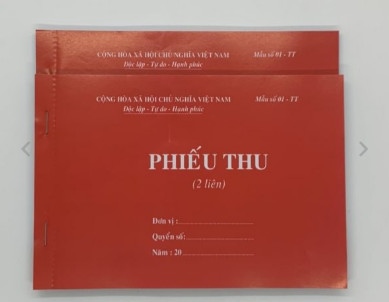 CỘNG HÒA XÃ HỘI CHỦ NGHĨA VIỆT NAM Mẫu số 01 - TT
Độc lập - Tự do - Hạnh phúc
CỘNG HÒA XÃ HỘI CHỦ NGHĨA VIỆT NAM Mẫu số 01 - TT
Độc lập - Tự do - Hạnh phúc
PHIẾU THU
(2 liên)
Đơn vị :
Quyển số:
Năm : 20